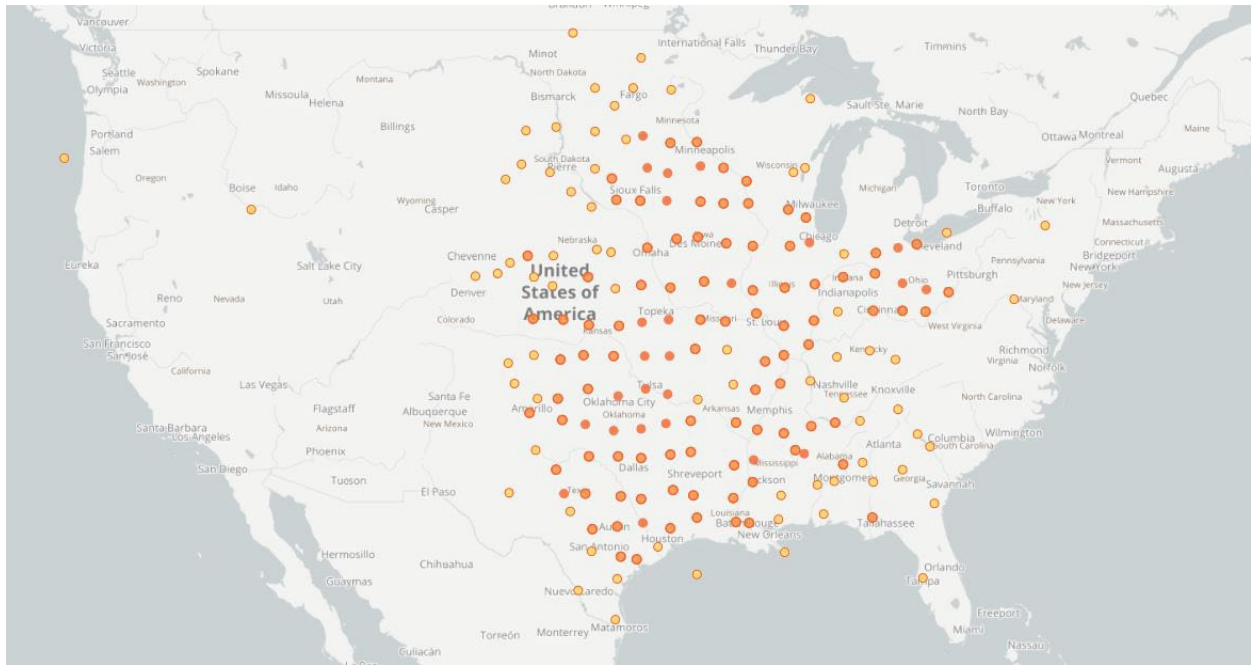 Brandon
Winnipeg
Vancouver
Victoria
Seattle
Olympia
Washington
Spokane
Montana
Missoula
Helena
Minot
North Dakota
Bismarck
Fargo
International Falls
Thunder Bay
Timmins
Quebec
Portland
Salem
Billings
Minnesota
Minneapolis
Sault Ste. Marie
North Bay
Ottawa
Montreal
Maine
Oregon
Boise
Idaho
Wyoming
Casper
South Dakota
Pierre
Sioux Falls
Wisconsin
Michigan
Milwaukee
Toronto
Vermont
Augusta
New Hampshire
Eureka
Salt Lake City
Cheyenne
Nebraska
Omaha
Des Moines
Chicago
Detroit
Buffalo
New York
Massachusetts
Connecticut
Bridgeport
Cleveland
Pennsylvania
New York
Reno
Nevada
Utah
Denver
United
States of
America
Illinois
Indiana
Indianapolis
Ohio
Pittsburgh
New Jersey
Maryland
Delaware
Sacramento
San Francisco
San José
California
Colorado
Kansas
Topeka
Missouri
St. Louis
Cincinnati
West Virginia
Kentucky
Richmond
Virginia
Norfolk
Las Vegas
Santa Fe
Tulsa
Nashville
Tennessee
Knoxville
Flagstaff
Albuquerque
Amarillo
Oklahoma City
Oklahoma
Arkansas
Memphis
North Carolina
Santa Barbara
Los Angeles
Arizona
New Mexico
Phoenix
Wilmington
Columbia
South Carolina
Atlanta
Alabama
San Diego
Tucson
El Paso
Dallas
Shreveport
Mississippi
Jackson
Montgomery
Georgia
Savannah
Texas
Louisiana
Austin
Baton Rouge
Tallahassee
Hermosillo
San Antonio
Houston
New Orleans
Orlando
Tampa
Chihuahua
Guaymas
Nuevo Laredo
Freeport
Torreón
Monterrey
Matamoros
Miami
Culiacán
Nassau